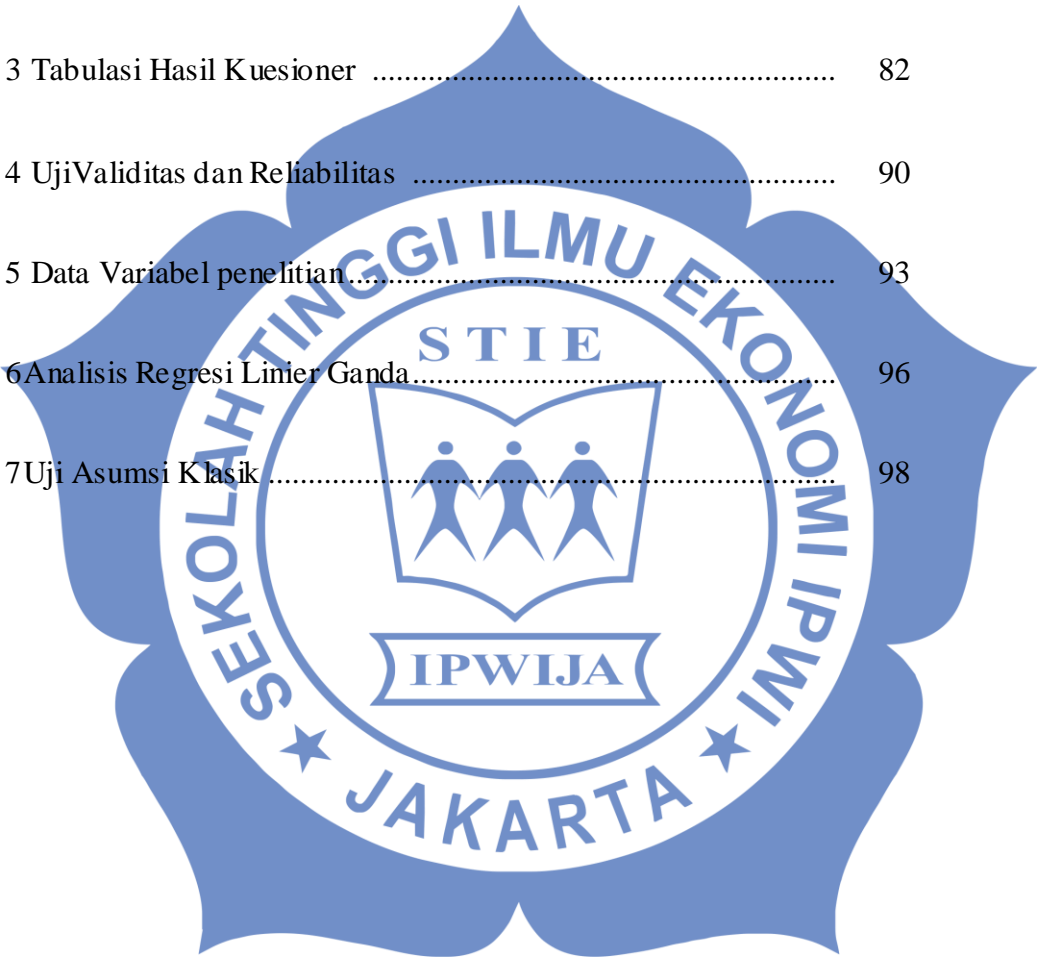 3 Tabulasi Hasil Kuesioner .......................................................... 82
4 UjiValiditas dan Reliabilitas ..................................................... 90
5 Data Variabel penelitian............................................................. 93
6Analisis Regresi Linier Ganda..................................................... 96
7Uji Asumsi Klasik ....................................................................... 98
SEKOLAH TINGGI ILMU EKONOMI IPWI
STIE
IPWIJA
★ JAKARTA ★